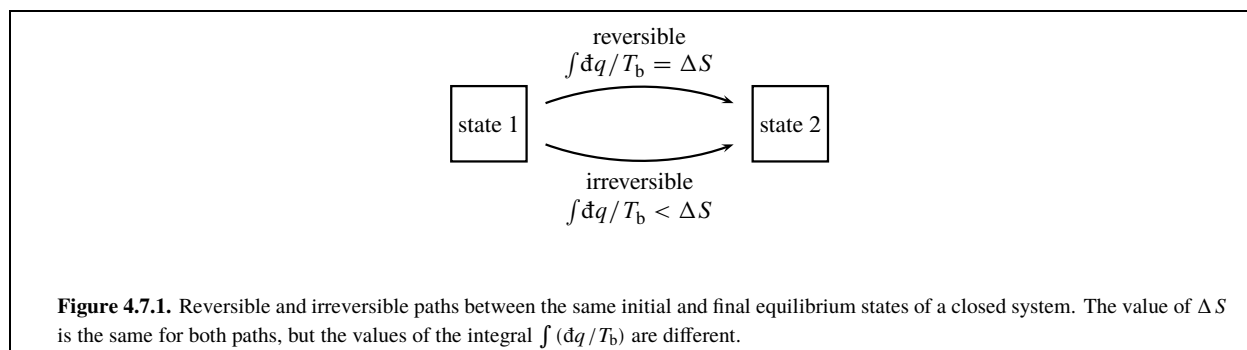 reversible
∫đq/T_b = ΔS
state 1
state 2
irreversible
∫đq/T_b < ΔS
Figure 4.7.1. Reversible and irreversible paths between the same initial and final equilibrium states of a closed system. The value of ΔS
is the same for both paths, but the values of the integral ∫(đq/T_b) are different.